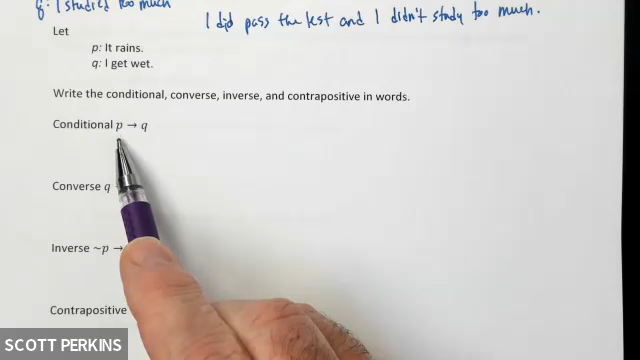 q: I studied too much
I did pass the test and I didn't study too much.
Let
p: It rains.
q: I get wet.
Write the conditional, converse, inverse, and contrapositive in words.
Conditional p → q
Converse q
Inverse ~p →
Contrapositive
SCOTT PERKINS